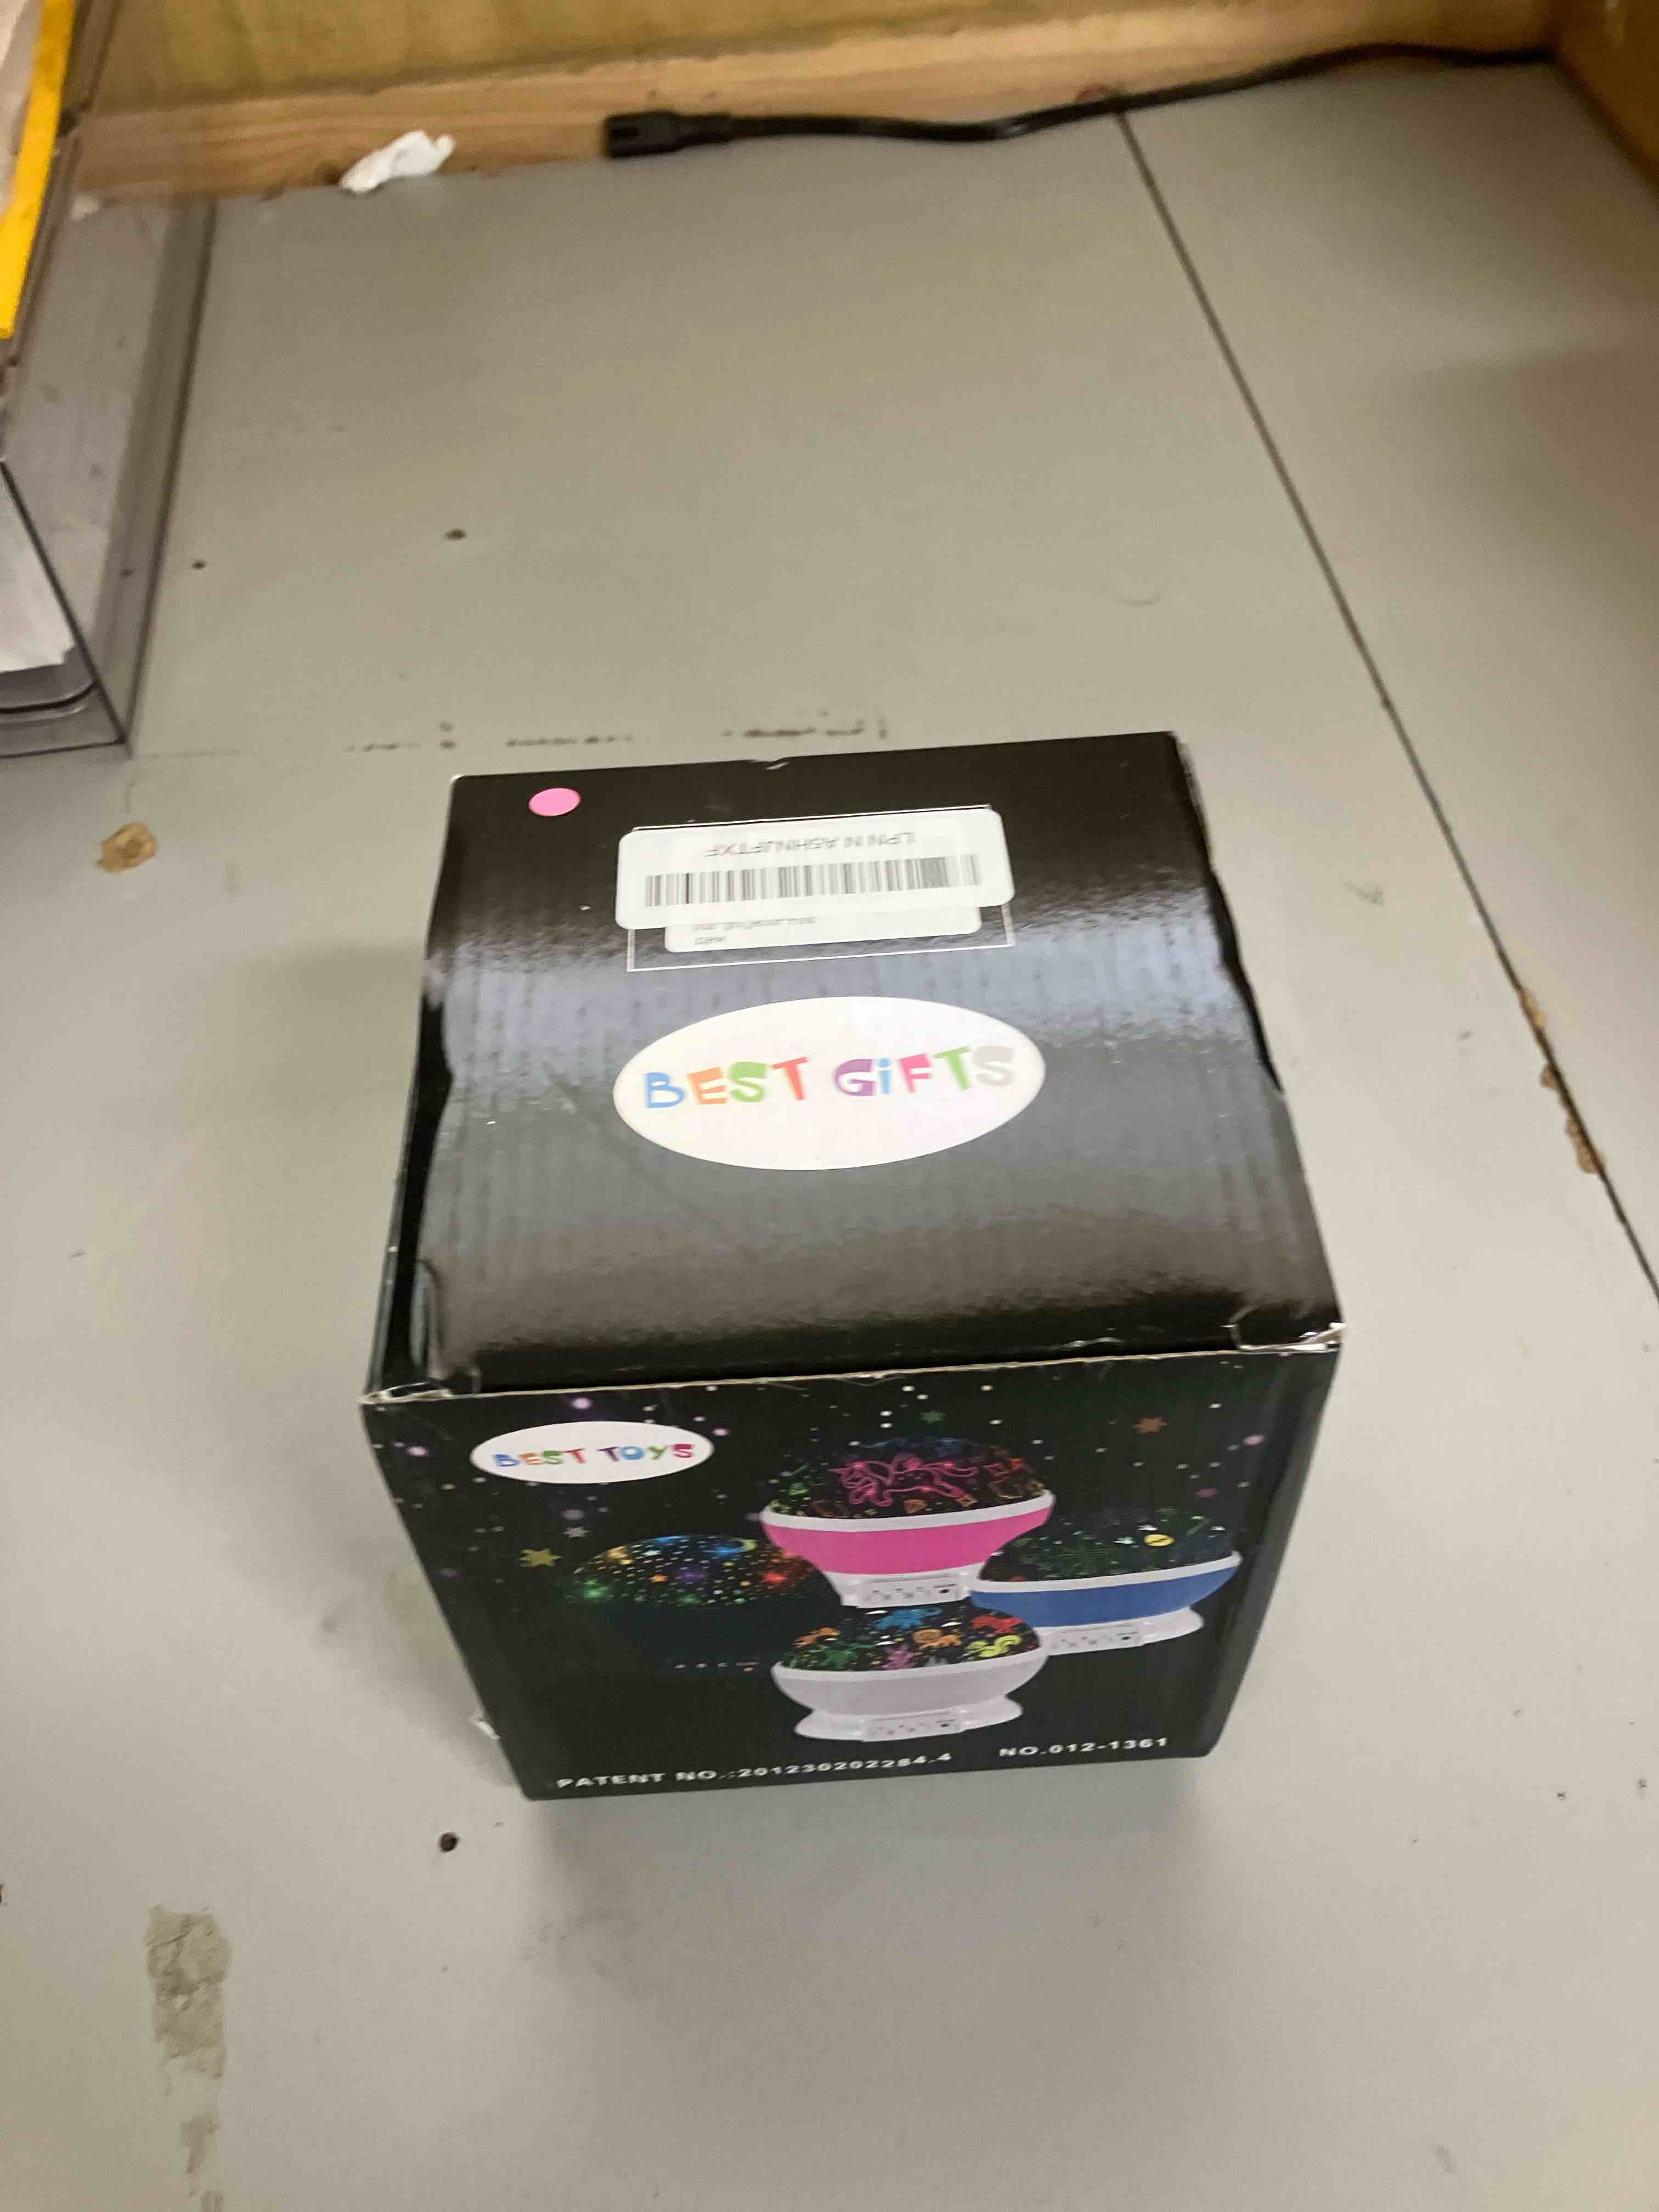 BEST GiFTS
BEST TOYS
PATENT NO.:201230202284.4 NO.012-1361